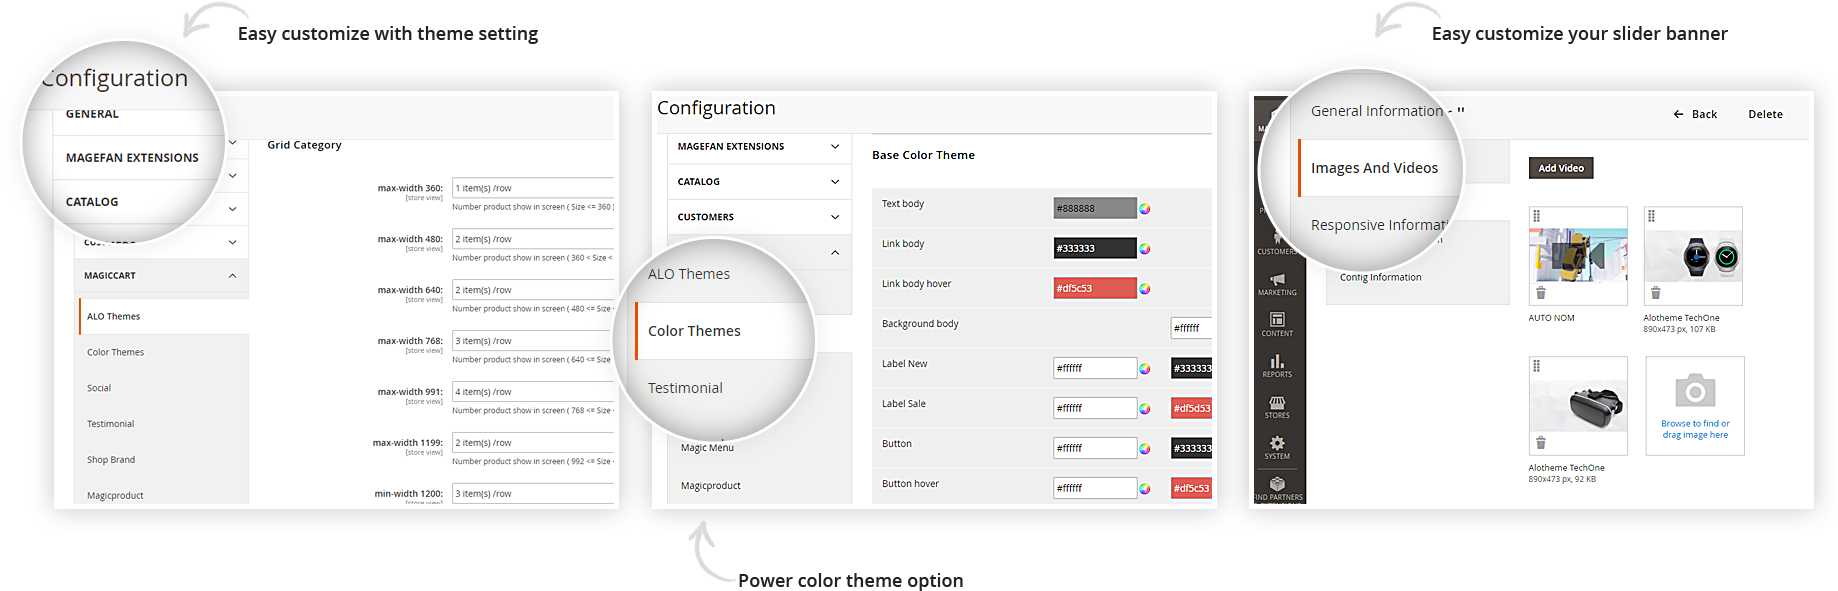 Easy customize with theme setting
Configuration
GENERAL
MAGEFAN EXTENSIONS
CATALOG
CUSTOMERS
MAGICCART
ALO Themes
Color Themes
Social
Testimonial
Shop Brand
Magicproduct
Grid Category
max-width 360: 1 item(s) /row
[store view]
Number product show in screen ( Size <= 360 )
max-width 480: 2 item(s) /row
[store view]
Number product show in screen ( 360 < Size <
max-width 640: 2 item(s) /row
[store view]
Number product show in screen ( 480 <= Size
max-width 768: 3 item(s) /row
[store view]
Number product show in screen ( 640 <= Size
max-width 991: 4 item(s) /row
[store view]
Number product show in screen ( 768 <= Size
max-width 1199: 2 item(s) /row
[store view]
Number product show in screen ( 992 <= Size
min-width 1200: 3 item(s) /row
[store view]
Configuration
MAGEFAN EXTENSIONS
CATALOG
CUSTOMERS
ALO Themes
Color Themes
Testimonial
Magic Menu
Magicproduct
Base Color Theme
Text body #888888
Link body #333333
Link body hover #df5c53
Background body #ffffff
Label New #ffffff #333333
Label Sale #ffffff #df5d53
Button #ffffff #333333
Button hover #ffffff #df5c53
Power color theme option
Easy customize your slider banner
General Information - "
Images And Videos
Responsive Informati
Config Information
CUSTOMERS
MARKETING
CONTENT
REPORTS
STORES
SYSTEM
FIND PARTNERS
Back
Delete
Add Video
AUTO NOM
Alotheme TechOne
890x473 px, 107 KB
Alotheme TechOne
890x473 px, 92 KB
Browse to find or
drag image here